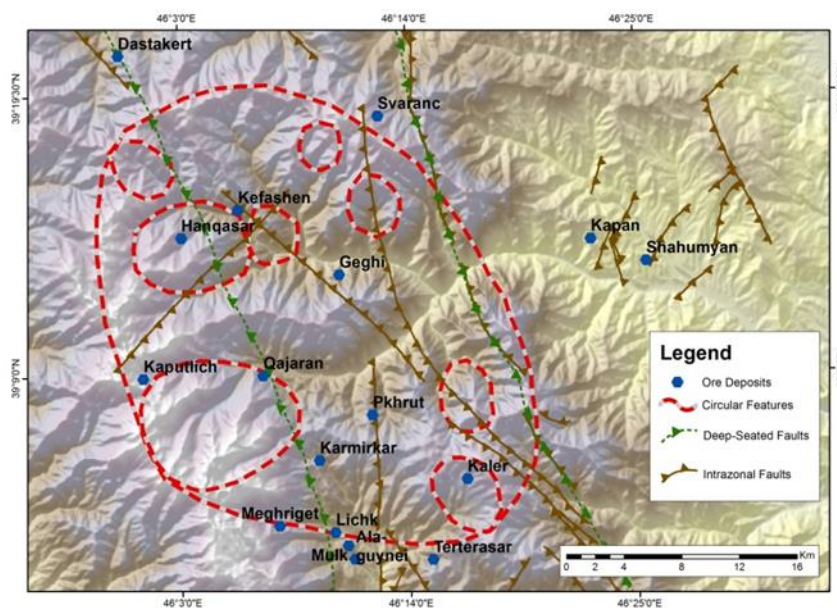 46°3'0"E
46°14'0"E
46°25'0"E
Dastakert
39°19'30"N
Svaranc
Kefashen
Hanqasar
Kapan
Shahumyan
Geghi
Legend
Ore Deposits
Circular Features
Deep-Seated Faults
Intrazonal Faults
39°9'0"N
Kaputlich
Qajaran
Pkhrut
Karmirkar
Kaler
Meghriget
Lichk
Ala-
Mulk
guynei
Terterasar
Km
0 2 4 8 12 16
46°3'0"E
46°14'0"E
46°25'0"E